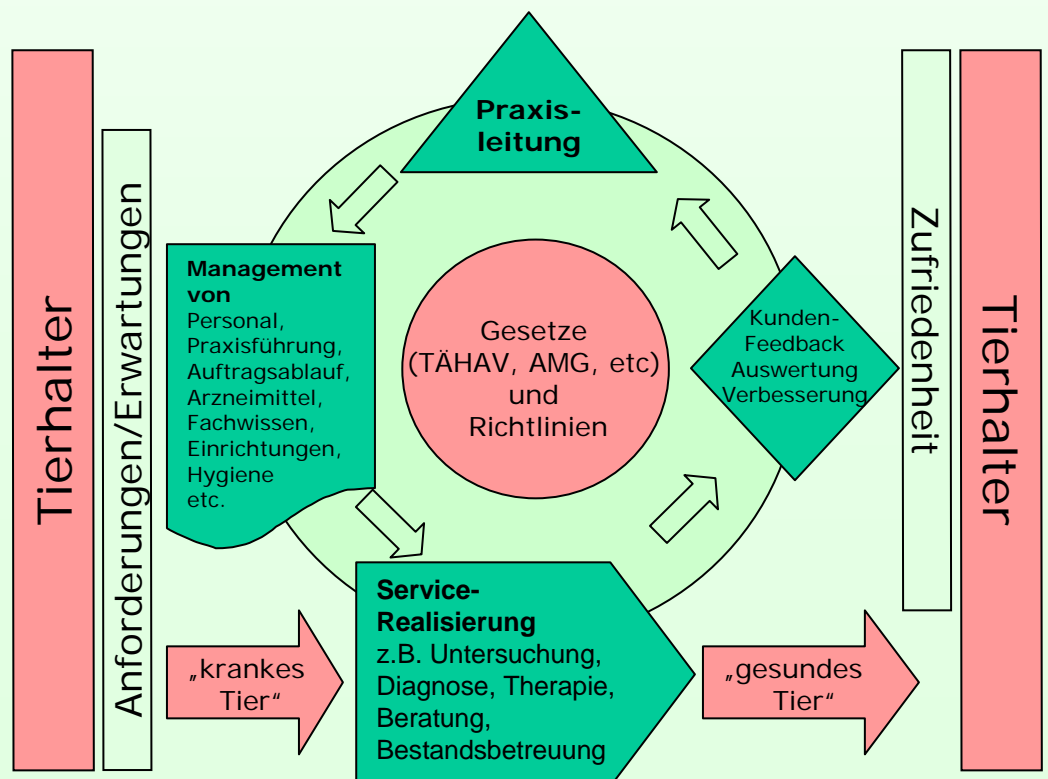 Tierhalter
Anforderungen/Erwartungen
Praxis-
leitung
Management
von
Personal,
Praxisführung,
Auftragsablauf,
Arzneimittel,
Fachwissen,
Einrichtungen,
Hygiene
etc.
Gesetze
(TÄHAV, AMG, etc)
und
Richtlinien
Kunden-
Feedback
Auswertung
Verbesserung
Zufriedenheit
Tierhalter
„krankes
Tier“
Service-
Realisierung
z.B. Untersuchung,
Diagnose, Therapie,
Beratung,
Bestandsbetreuung
„gesundes
Tier“